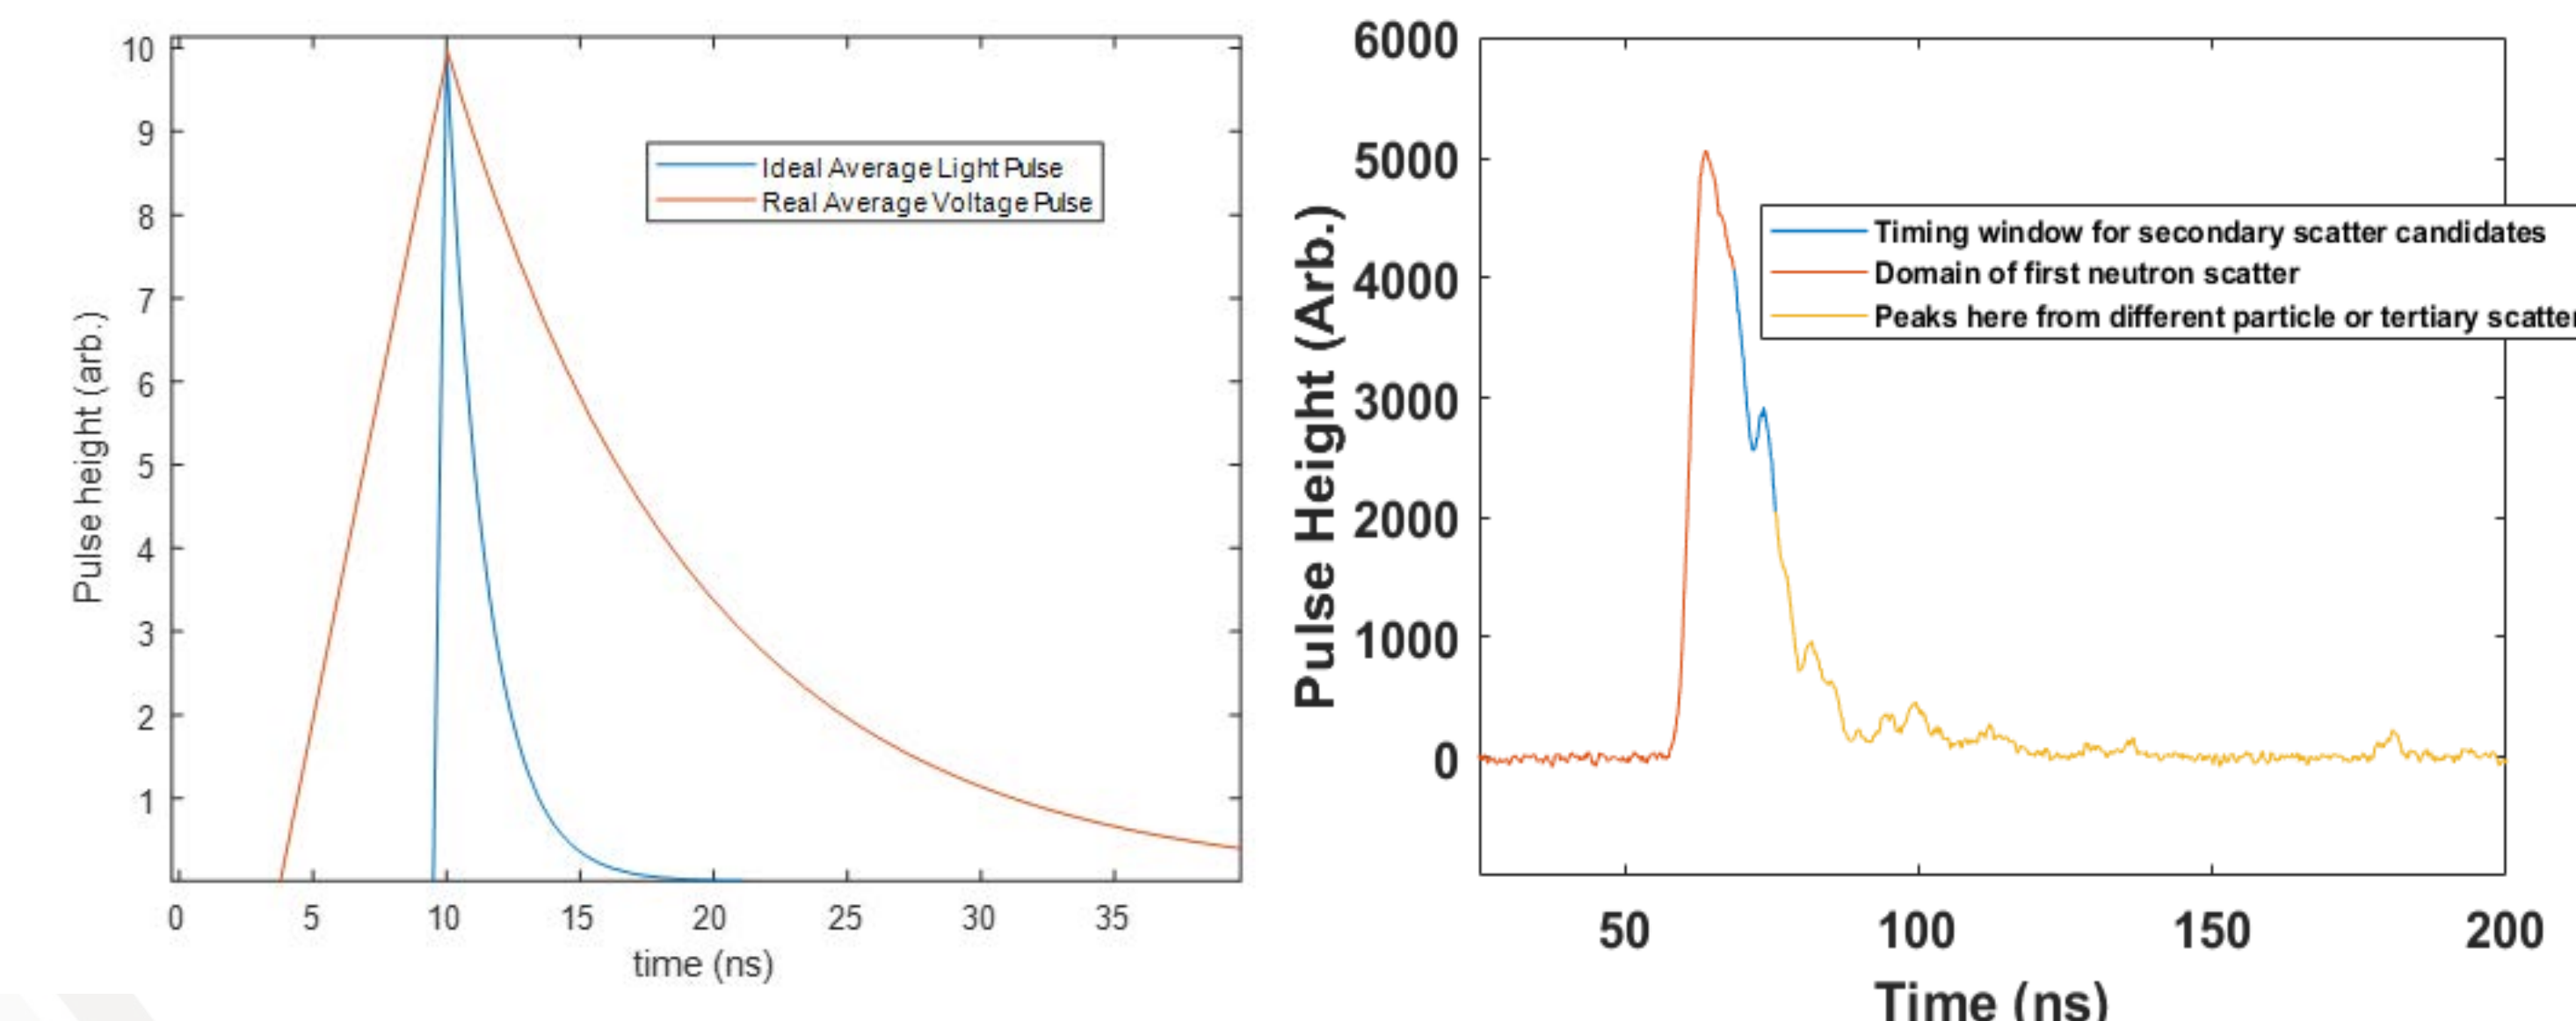 10
9
8
7
6
5
4
3
2
1
Pulse height (arb.)
Ideal Average Light Pulse
Real Average Voltage Pulse
0 5 10 15 20 25 30 35
time (ns)
6000
5000
4000
3000
2000
1000
0
Pulse Height (Arb.)
Timing window for secondary scatter candidates
Domain of first neutron scatter
Peaks here from different particle or tertiary scatter
50 100 150 200
Time (ns)